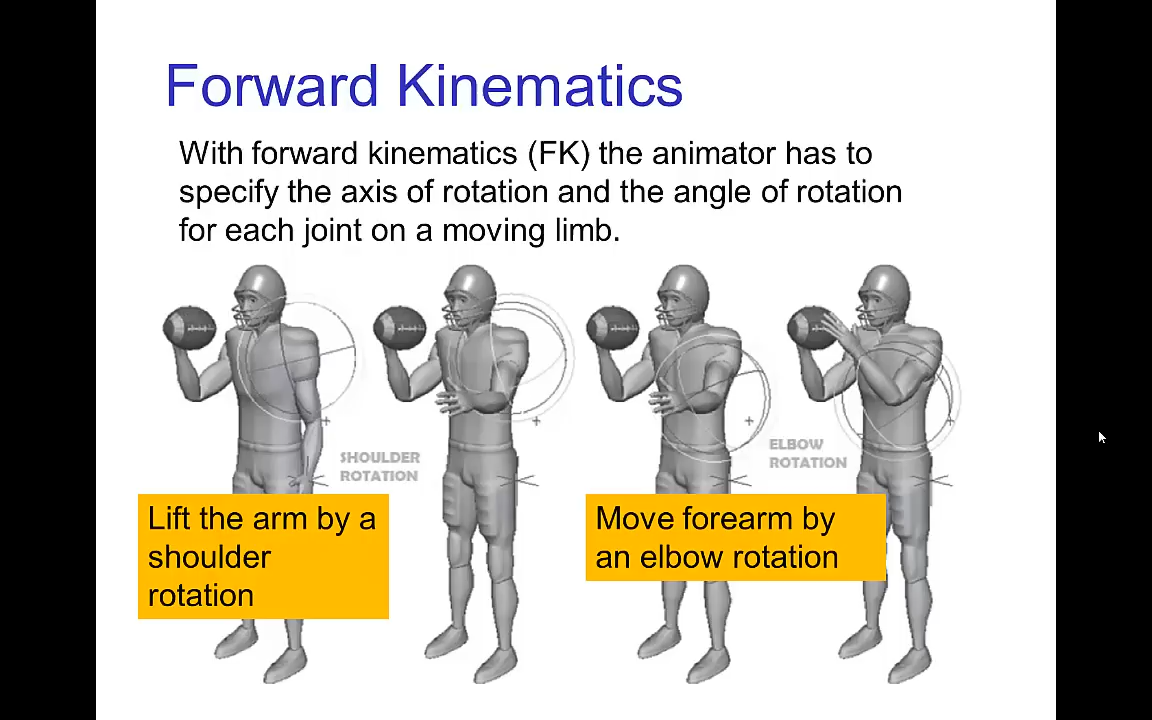 Forward Kinematics
With forward kinematics (FK) the animator has to
specify the axis of rotation and the angle of rotation
for each joint on a moving limb.
SHOULDER
ROTATION
ELBOW
ROTATION
Lift the arm by a
shoulder
rotation
Move forearm by
an elbow rotation